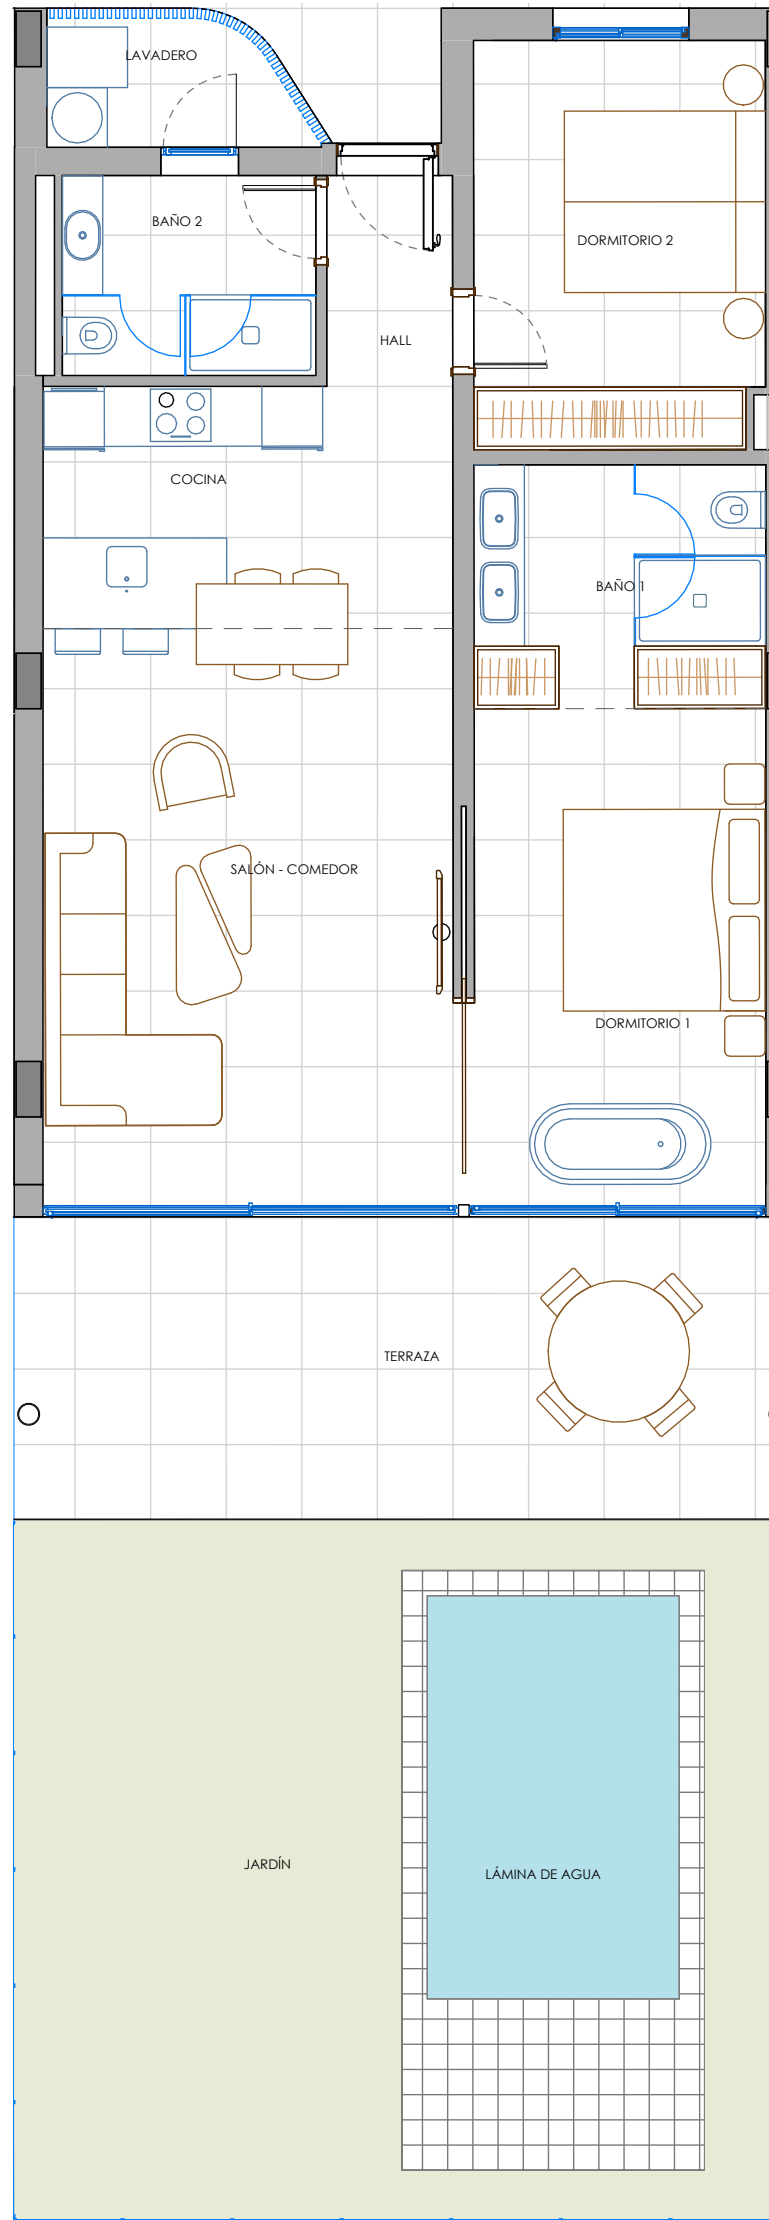 LAVADERO
BAÑO 2
DORMITORIO 2
HALL
COCINA
BAÑO 1
SALÓN - COMEDOR
DORMITORIO 1
TERRAZA
JARDÍN
LÁMINA DE AGUA